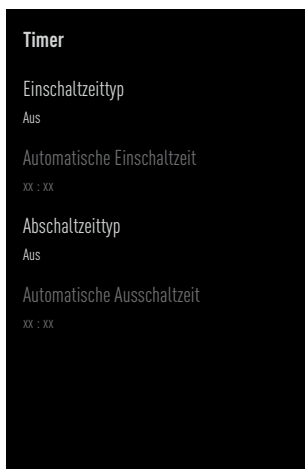 Timer
Einschaltzeittyp
Aus
Automatische Einschaltzeit
xx : xx
Abschaltzeittyp
Aus
Automatische Ausschaltzeit
xx : xx